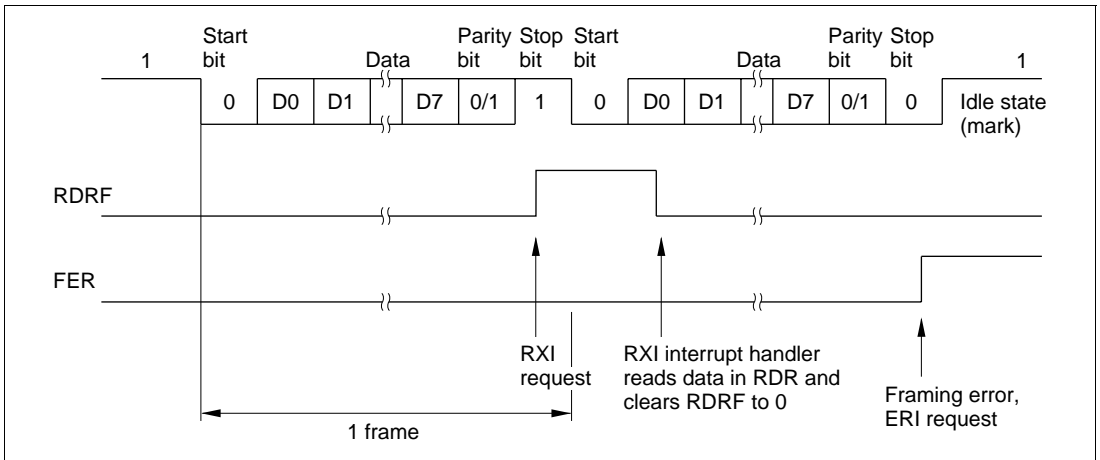 Start Parity Stop Start Parity Stop
1 bit Data bit bit bit Data bit bit 1
0 D0 D1 D7 0/1 1 0 D0 D1 D7 0/1 0 Idle state
(mark)
RDRF
FER
RXI
request
RXI interrupt handler
reads data in RDR and
clears RDRF to 0
Framing error,
ERI request
1 frame